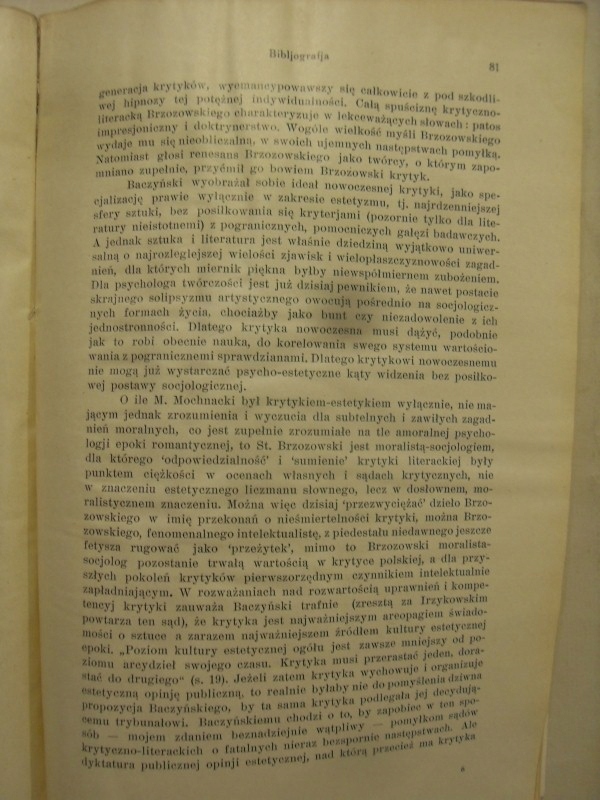 Bibljografja
81
generacja krytyków, wyemancypowawszy się całkowicie z pod szkodli-
wej hipnozy tej potężnej indywidualności. Całą spuściznę krytyczno-
literacką Brzozowskiego charakteryzuje w lekceważących słowach: patos
impresjoniczny i doktrynerstwo. Wogóle wielkość myśli Brzozowskiego
wydaje mu się nieobliczalna, w swoich ujemnych następstwach pomyłką.
Natomiast głosi renesans Brzozowskiego jako twórcy, o którym zapo-
mniano zupełnie, przyćmił go bowiem Brzozowski krytyk.
Baczyński wyobrażał sobie ideał nowoczesnej krytyki, jako spe-
cjalizację prawie wyłącznie w zakresie estetyzmu, tj. najrdzenniejszej
sfery sztuki, bez posiłkowania się kryterjami (pozornie tylko dla lite-
ratury nieistotnemi) z pogranicznych, pomocniczych gałęzi badawczych.
A jednak sztuka i literatura jest właśnie dziedziną wyjątkowo uniwer-
salną o najrozleglejszej wielości zjawisk i wielopłaszczyznowości zagad-
nień, dla których miernik piękna byłby niewspółmiernem zubożeniem.
Dla psychologa twórczości jest już dzisiaj pewnikiem, że nawet postacie
skrajnego solipsyzmu artystycznego owocują pośrednio na socjologicz-
nych formach życia, chociażby jako bunt czy niezadowolenie z ich
jednostronności. Dlatego krytyka nowoczesna musi dążyć, podobnie
jak to robi obecnie nauka, do korelowania swego systemu wartościo-
wania z pogranicznemi sprawdzianami. Dlatego krytykowi nowoczesnemu
nie mogą już wystarczać psycho-estetyczne kąty widzenia bez posiłko-
wej postawy socjologicznej.
O ile M. Mochnacki był krytykiem-estetykiem wyłącznie, nie ma-
jącym jednak zrozumienia i wyczucia dla subtelnych i zawiłych zagad-
nień moralnych, co jest zupełnie zrozumiałe na tle amoralnej psycho-
logji epoki romantycznej, to St. Brzozowski jest moralistą-socjologiem,
dla którego ‘odpowiedzialność’ i ‘sumienie’ krytyki literackiej były
punktem ciężkości w ocenach własnych i sądach krytycznych, nie
w znaczeniu estetycznego liczmanu słownego, lecz w dosłownem, mo-
ralistycznem znaczeniu. Można więc dzisiaj ‘przezwyciężać’ dzieło Brzo-
zowskiego w imię przekonań o nieśmiertelności krytyki, można Brzo-
zowskiego, fenomenalnego intelektualistę, z piedestału niedawnego jeszcze
fetysza rugować jako ‘przeżytek’, mimo to Brzozowski moralista-
socjolog pozostanie trwałą wartością w krytyce polskiej, a dla przy-
szłych pokoleń krytyków pierwszorzędnym czynnikiem intelektualnie
zapładniającym. W rozważaniach nad rozwartością uprawnień i kompe-
tencyj krytyki zauważa Baczyński trafnie (zresztą za Irzykowskim
powtarza ten sąd), że krytyka jest najważniejszym areopagiem świado-
mości o sztuce a zarazem najważniejszem źródłem kultury estetycznej
epoki. „Poziom kultury estetycznej ogółu jest zawsze mniejszy od po-
ziomu arcydzieł swojego czasu. Krytyka musi przerastać jeden, dora-
stać do drugiego“ (s. 19). Jeżeli zatem krytyka wychowuje i organizuje
estetyczną opinję publiczną, to realnie byłaby nie do pomyślenia dziwna
propozycja Baczyńskiego, by ta sama krytyka podlegała jej decydują-
cemu trybunałowi. Baczyńskiemu chodzi o to, by zapobiec w ten spo-
sób — mojem zdaniem beznadziejnie wątpliwy — pomyłkom sądów
krytyczno-literackich o fatalnych nieraz bezspornie następstwach. Ale
dyktatura publicznej opinji estetycznej, nad którą przecież ma krytyka
*